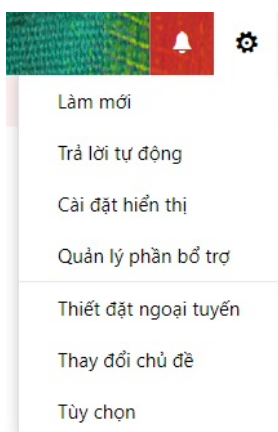 Làm mới
Trả lời tự động
Cài đặt hiển thị
Quản lý phần bổ trợ
Thiết đặt ngoại tuyến
Thay đổi chủ đề
Tùy chọn